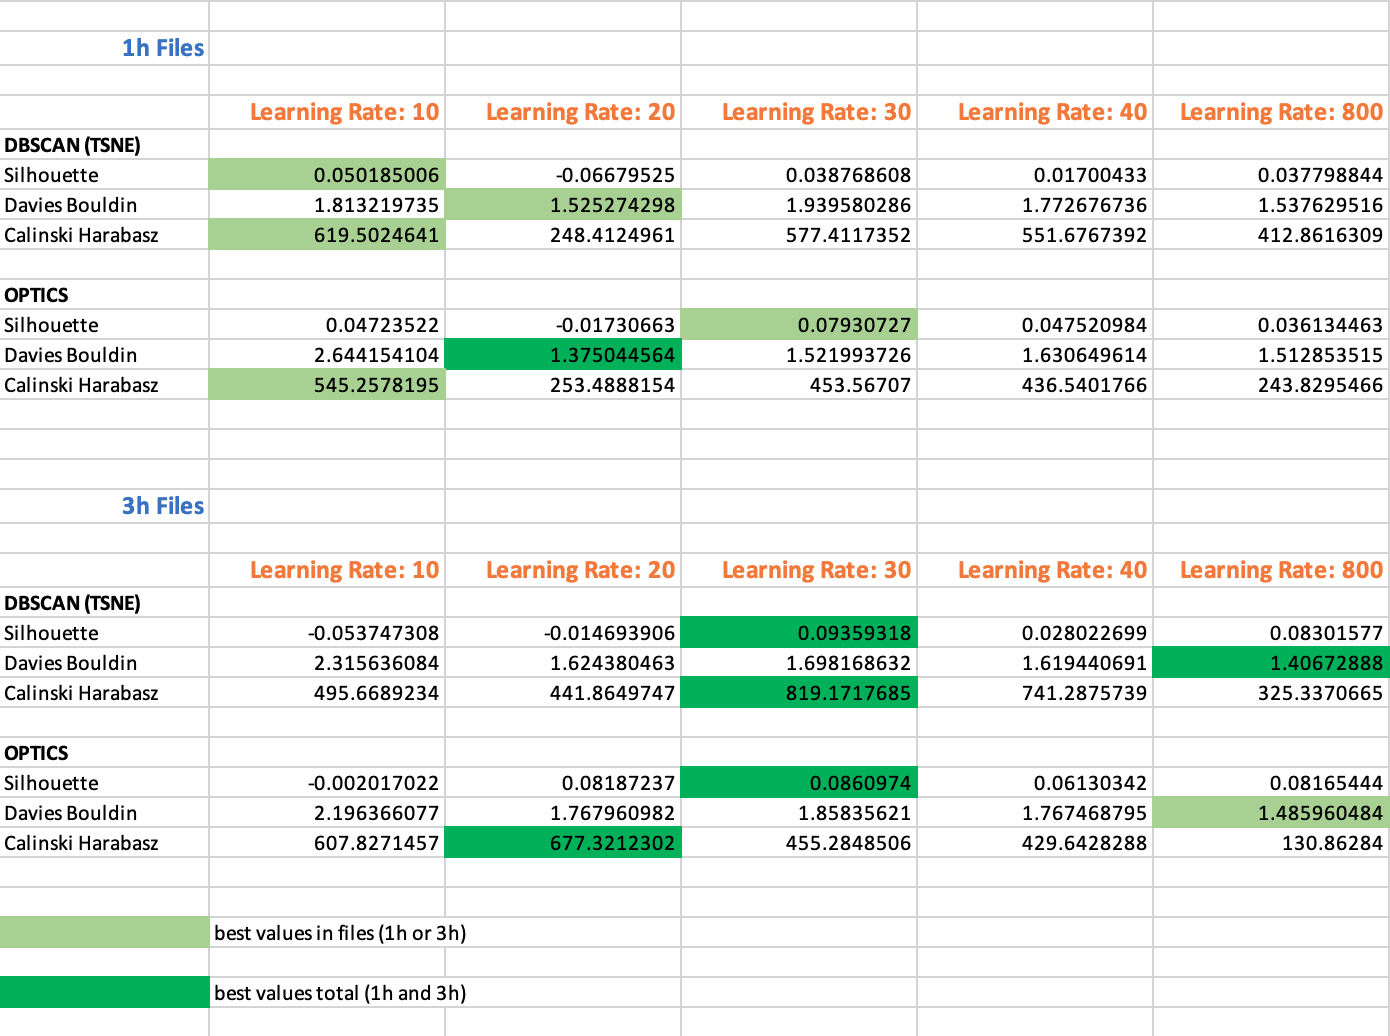 1h Files
Learning Rate: 10 Learning Rate: 20 Learning Rate: 30 Learning Rate: 40 Learning Rate: 800
DBSCAN (TSNE)
Silhouette 0.050185006 -0.06679525 0.038768608 0.01700433 0.037798844
Davies Bouldin 1.813219735 1.525274298 1.939580286 1.772676736 1.537629516
Calinski Harabasz 619.5024641 248.4124961 577.4117352 551.6767392 412.8616309
OPTICS
Silhouette 0.04723522 -0.01730663 0.07930727 0.047520984 0.036134463
Davies Bouldin 2.644154104 1.375044564 1.521993726 1.630649614 1.512853515
Calinski Harabasz 545.2578195 253.4888154 453.56707 436.5401766 243.8295466
3h Files
Learning Rate: 10 Learning Rate: 20 Learning Rate: 30 Learning Rate: 40 Learning Rate: 800
DBSCAN (TSNE)
Silhouette -0.053747308 -0.014693906 0.09359318 0.028022699 0.08301577
Davies Bouldin 2.315636084 1.624380463 1.698168632 1.619440691 1.40672888
Calinski Harabasz 495.6689234 441.8649747 819.1717685 741.2875739 325.3370665
OPTICS
Silhouette -0.002017022 0.08187237 0.0860974 0.06130342 0.08165444
Davies Bouldin 2.196366077 1.767960982 1.85835621 1.767468795 1.485960484
Calinski Harabasz 607.8271457 677.3212302 455.2848506 429.6428288 130.86284
best values in files (1h or 3h)
best values total (1h and 3h)